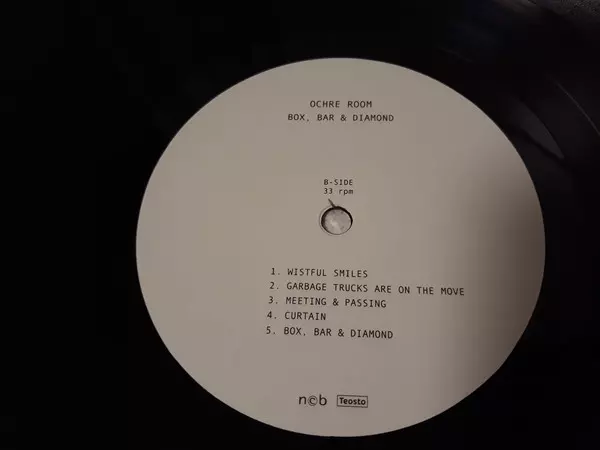 OCHRE ROOM
BOX, BAR & DIAMOND
B-SIDE
33 rpm
1. WISTFUL SMILES
2. GARBAGE TRUCKS ARE ON THE MOVE
3. MEETING & PASSING
4. CURTAIN
5. BOX, BAR & DIAMOND
n©b Teosto